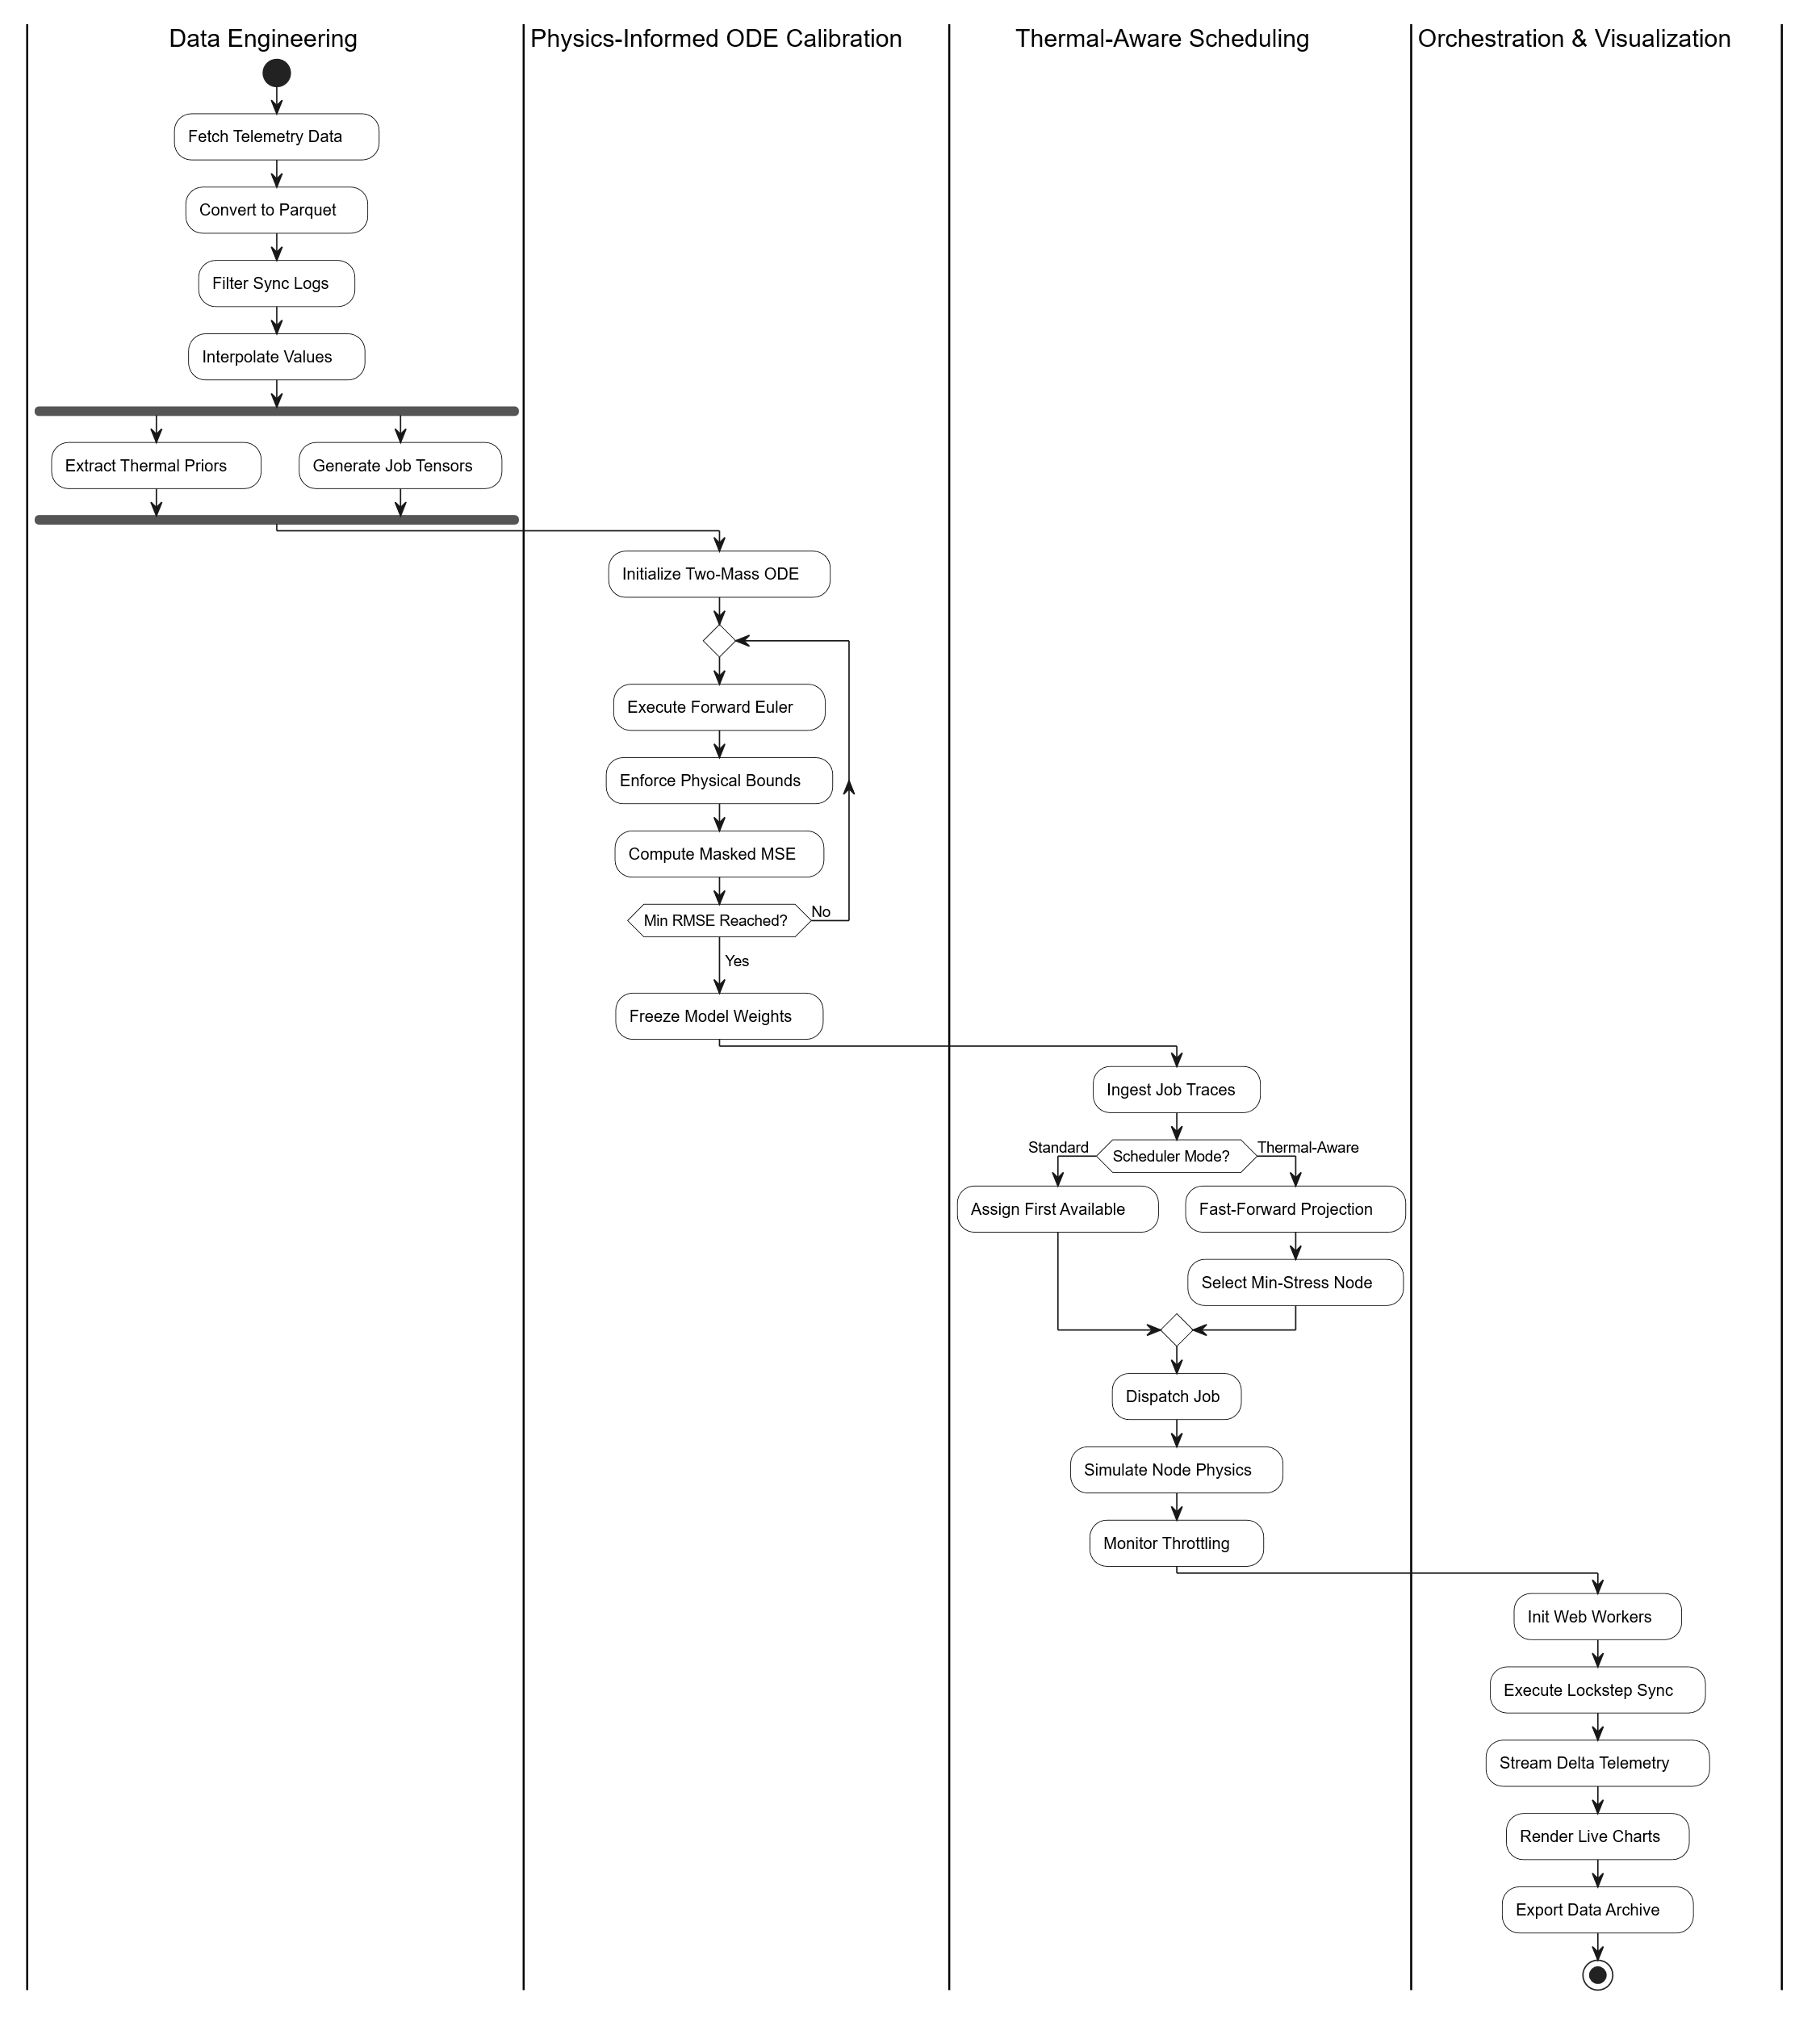 Data Engineering
Physics-Informed ODE Calibration
Thermal-Aware Scheduling
Orchestration & Visualization
Fetch Telemetry Data
Convert to Parquet
Filter Sync Logs
Interpolate Values
Extract Thermal Priors
Generate Job Tensors
Initialize Two-Mass ODE
Execute Forward Euler
Enforce Physical Bounds
Compute Masked MSE
Min RMSE Reached?
No
Yes
Freeze Model Weights
Ingest Job Traces
Standard
Scheduler Mode?
Thermal-Aware
Assign First Available
Fast-Forward Projection
Select Min-Stress Node
Dispatch Job
Simulate Node Physics
Monitor Throttling
Init Web Workers
Execute Lockstep Sync
Stream Delta Telemetry
Render Live Charts
Export Data Archive